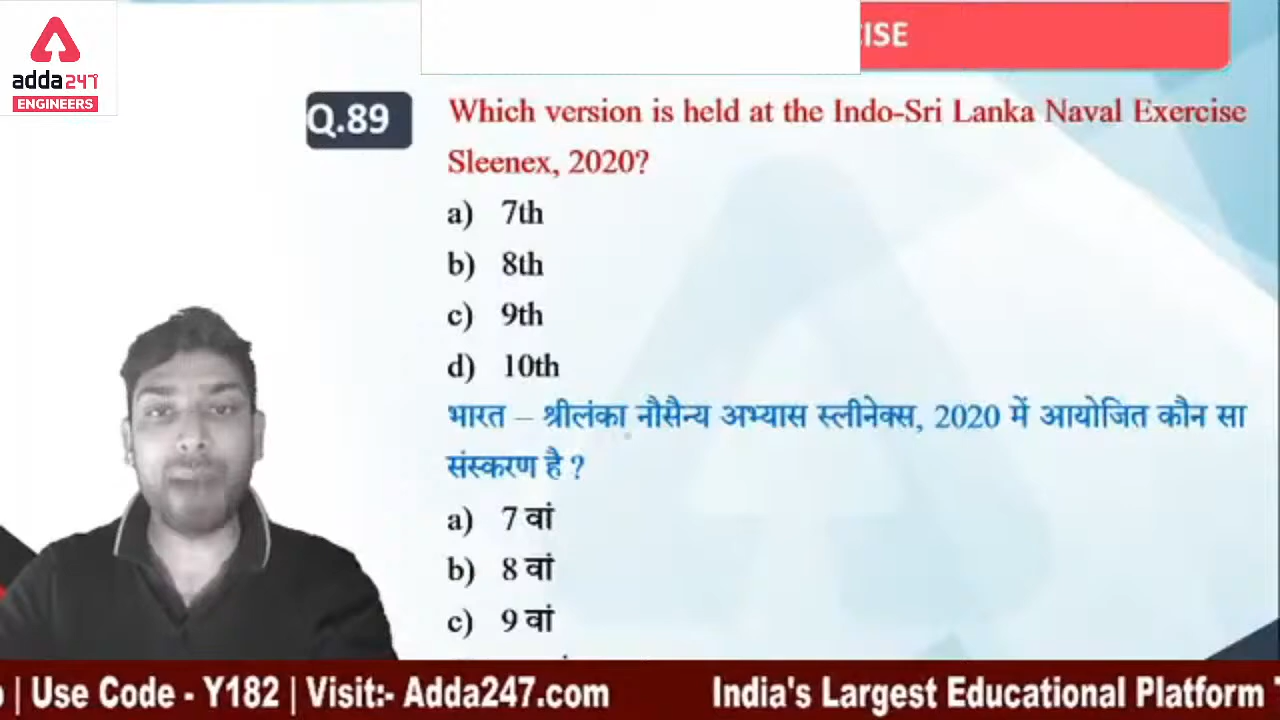 adda247
ENGINEERS
ISE
Q.89
Which version is held at the Indo-Sri Lanka Naval Exercise
Sleenex, 2020?
a) 7th
b) 8th
c) 9th
d) 10th
भारत – श्रीलंका नौसैन्य अभ्यास स्लीनेक्स, 2020 में आयोजित कौन सा
संस्करण है ?
a) 7 वां
b) 8 वां
c) 9 वां
| Use Code - Y182 | Visit:- Adda247.com India's Largest Educational Platform